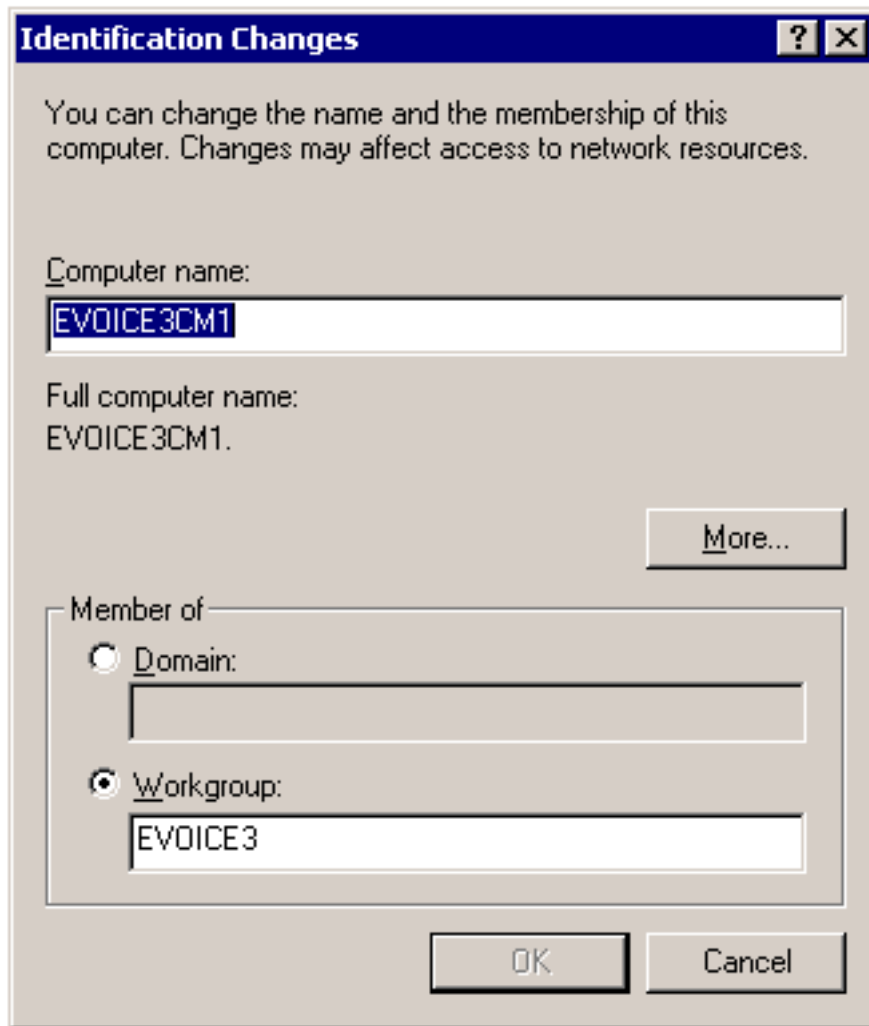 Identification Changes
You can change the name and the membership of this
computer. Changes may affect access to network resources.
Computer name:
EVOICE3CM1
Full computer name:
EVOICE3CM1.
More...
Member of
Domain:
Workgroup:
EVOICE3
OK
Cancel